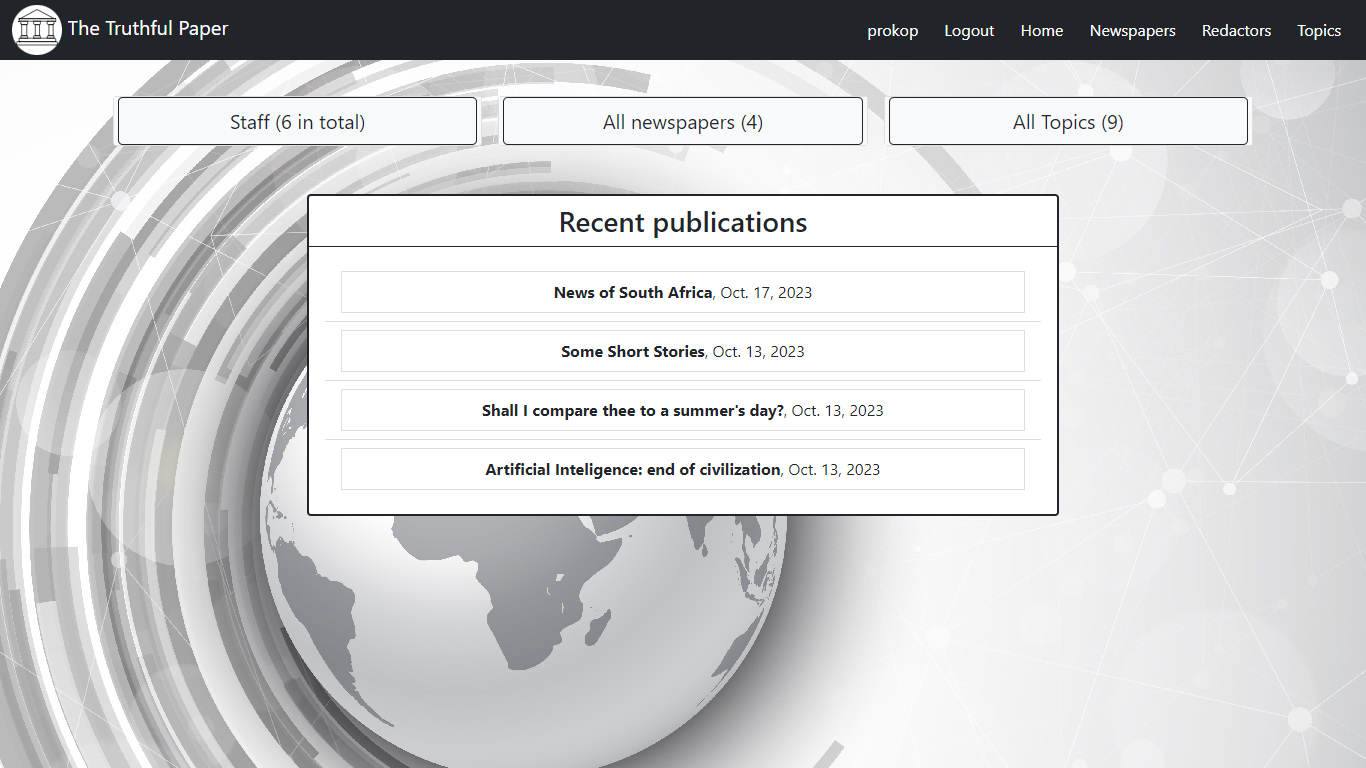 The Truthful Paper
prokop Logout Home Newspapers Redactors Topics
Staff (6 in total) All newspapers (4) All Topics (9)
Recent publications
News of South Africa, Oct. 17, 2023
Some Short Stories, Oct. 13, 2023
Shall I compare thee to a summer's day?, Oct. 13, 2023
Artificial Inteligence: end of civilization, Oct. 13, 2023